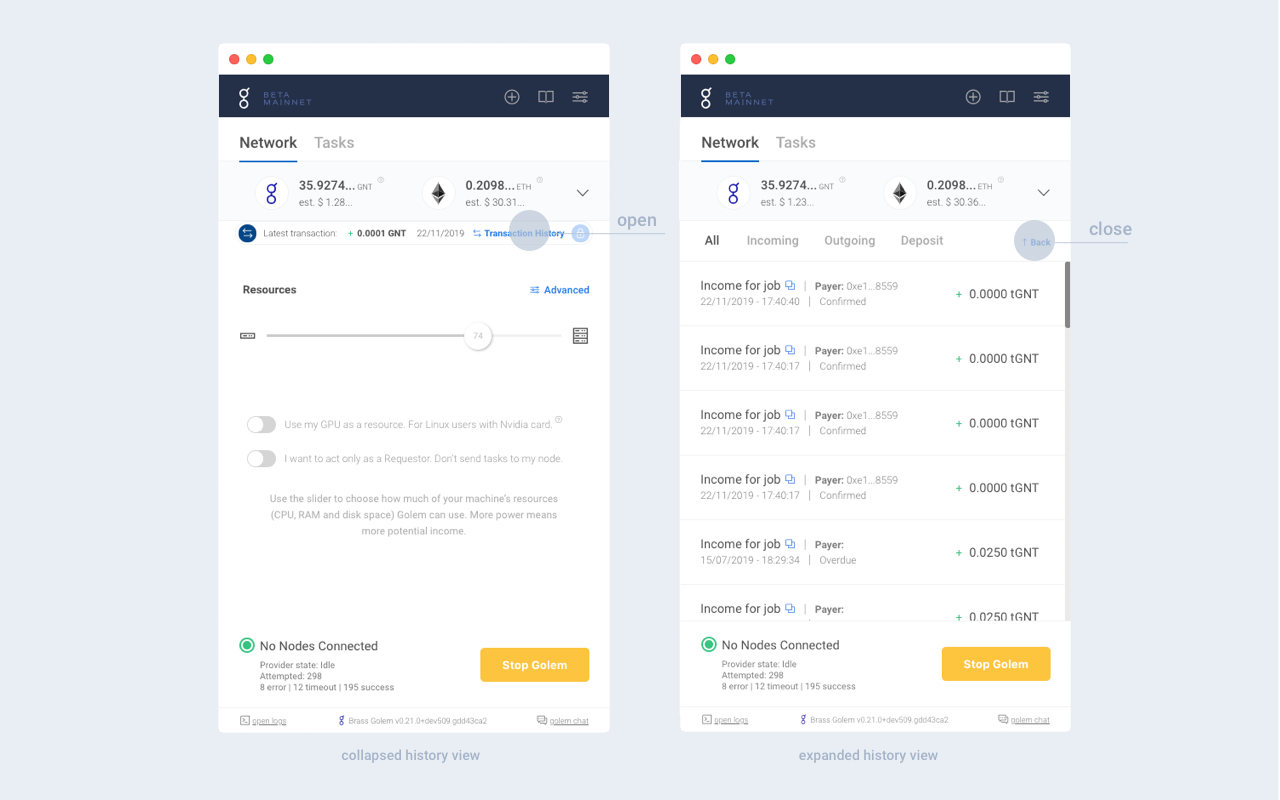 BETA
MAINNET
Network Tasks
35.9274... GNT
est. $ 1.28...
0.2098... ETH
est. $ 30.31...
Latest transaction: + 0.0001 GNT 22/11/2019 Transaction History
open
Resources Advanced
74
Use my GPU as a resource. For Linux users with Nvidia card.
I want to act only as a Requestor. Don't send tasks to my node.
Use the slider to choose how much of your machine's resources
(CPU, RAM and disk space) Golem can use. More power means
more potential income.
No Nodes Connected
Provider state: Idle
Attempted: 298
8 error | 12 timeout | 195 success
Stop Golem
open logs
Brass Golem v0.21.0+dev509.gdd43ca2
golem chat
collapsed history view
BETA
MAINNET
Network Tasks
35.9274... GNT
est. $ 1.23...
0.2098... ETH
est. $ 30.36...
All Incoming Outgoing Deposit ↑ Back
close
Income for job | Payer: 0xe1...8559
22/11/2019 - 17:40:40 | Confirmed
+ 0.0000 tGNT
Income for job | Payer: 0xe1...8559
22/11/2019 - 17:40:17 | Confirmed
+ 0.0000 tGNT
Income for job | Payer: 0xe1...8559
22/11/2019 - 17:40:17 | Confirmed
+ 0.0000 tGNT
Income for job | Payer: 0xe1...8559
22/11/2019 - 17:40:17 | Confirmed
+ 0.0000 tGNT
Income for job | Payer:
15/07/2019 - 18:29:34 | Overdue
+ 0.0250 tGNT
Income for job | Payer:
+ 0.0250 tGNT
No Nodes Connected
Provider state: Idle
Attempted: 298
8 error | 12 timeout | 195 success
Stop Golem
open logs
Brass Golem v0.21.0+dev509.gdd43ca2
golem chat
expanded history view